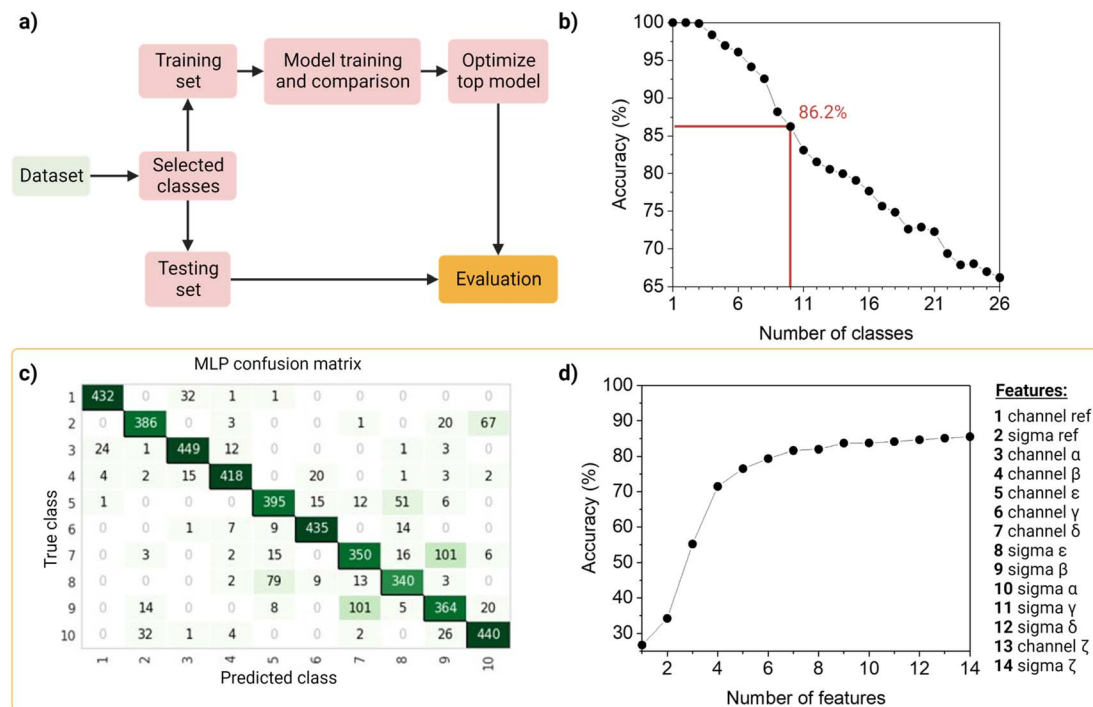 a)
Training
set
Model training
and comparison
Optimize
top model
Dataset
Selected
classes
Testing
set
Evaluation
b)
Accuracy (%)
100
95
90
85
80
75
70
65
86.2%
1 6 11 16 21 26
Number of classes
c)
MLP confusion matrix
True class
1 432 0 32 1 1 0 0 0 0 0
2 0 386 0 3 0 0 1 0 20 67
3 24 1 449 12 0 0 0 1 3 0
4 4 2 15 418 0 20 0 1 3 2
5 1 0 0 0 395 15 12 51 6 0
6 0 0 1 7 9 435 0 14 0 0
7 0 3 0 2 15 0 350 16 101 6
8 0 0 0 2 79 9 13 340 3 0
9 0 14 0 0 8 0 101 5 364 20
10 0 32 1 4 0 0 2 0 26 440
1 2 3 4 5 6 7 8 9 10
Predicted class
d)
Accuracy (%)
100
90
80
70
60
50
40
30
2 4 6 8 10 12 14
Number of features
Features:
1 channel ref
2 sigma ref
3 channel α
4 channel β
5 channel ε
6 channel γ
7 channel δ
8 sigma ε
9 sigma β
10 sigma α
11 sigma γ
12 sigma δ
13 channel ζ
14 sigma ζ